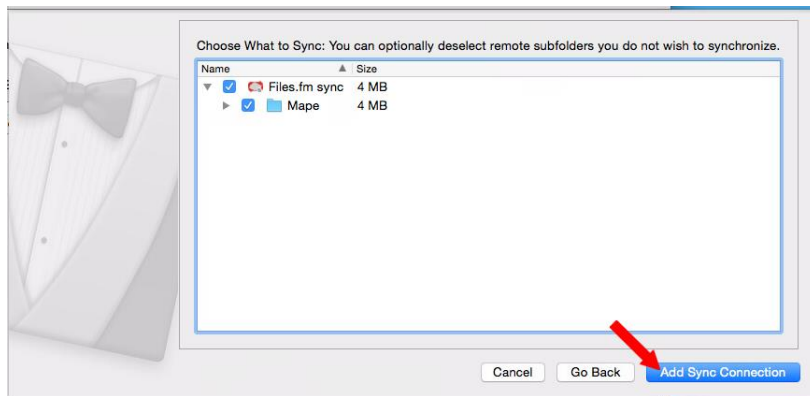 Choose What to Sync: You can optionally deselect remote subfolders you do not wish to synchronize.
Name Size
Files.fm sync 4 MB
Mape 4 MB
Cancel Go Back Add Sync Connection